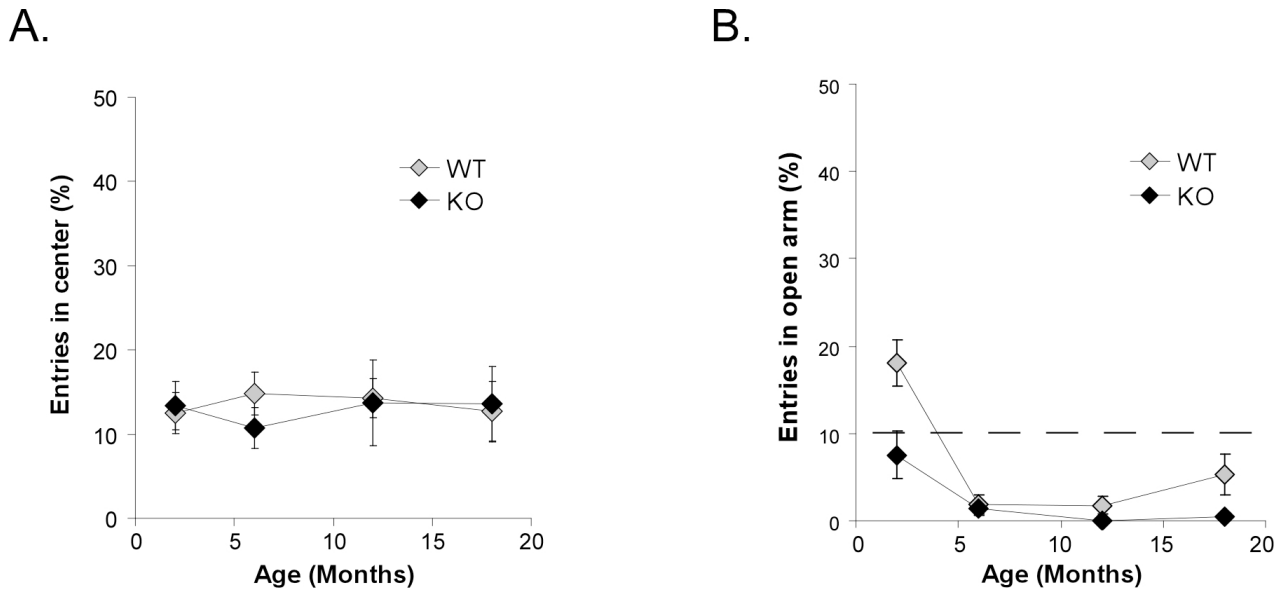 A.
Entries in center (%)
50
40
30
20
10
0
WT
KO
0 5 10 15 20
Age (Months)
B.
Entries in open arm (%)
50
40
30
20
10
0
WT
KO
0 5 10 15 20
Age (Months)